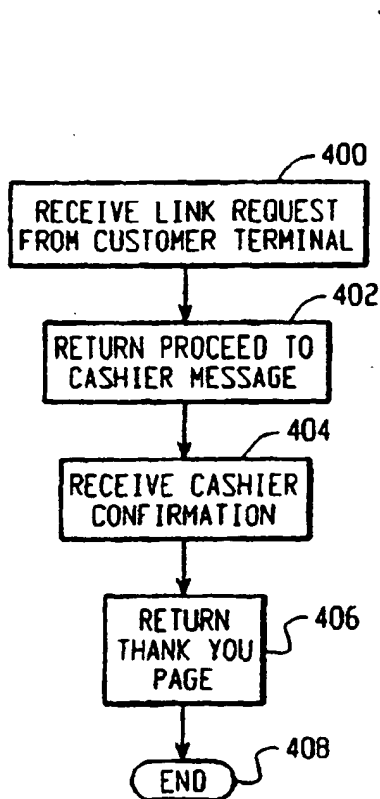 400
RECEIVE LINK REQUEST
FROM CUSTOMER TERMINAL
402
RETURN PROCEED TO
CASHIER MESSAGE
404
RECEIVE CASHIER
CONFIRMATION
406
RETURN
THANK YOU
PAGE
408
END